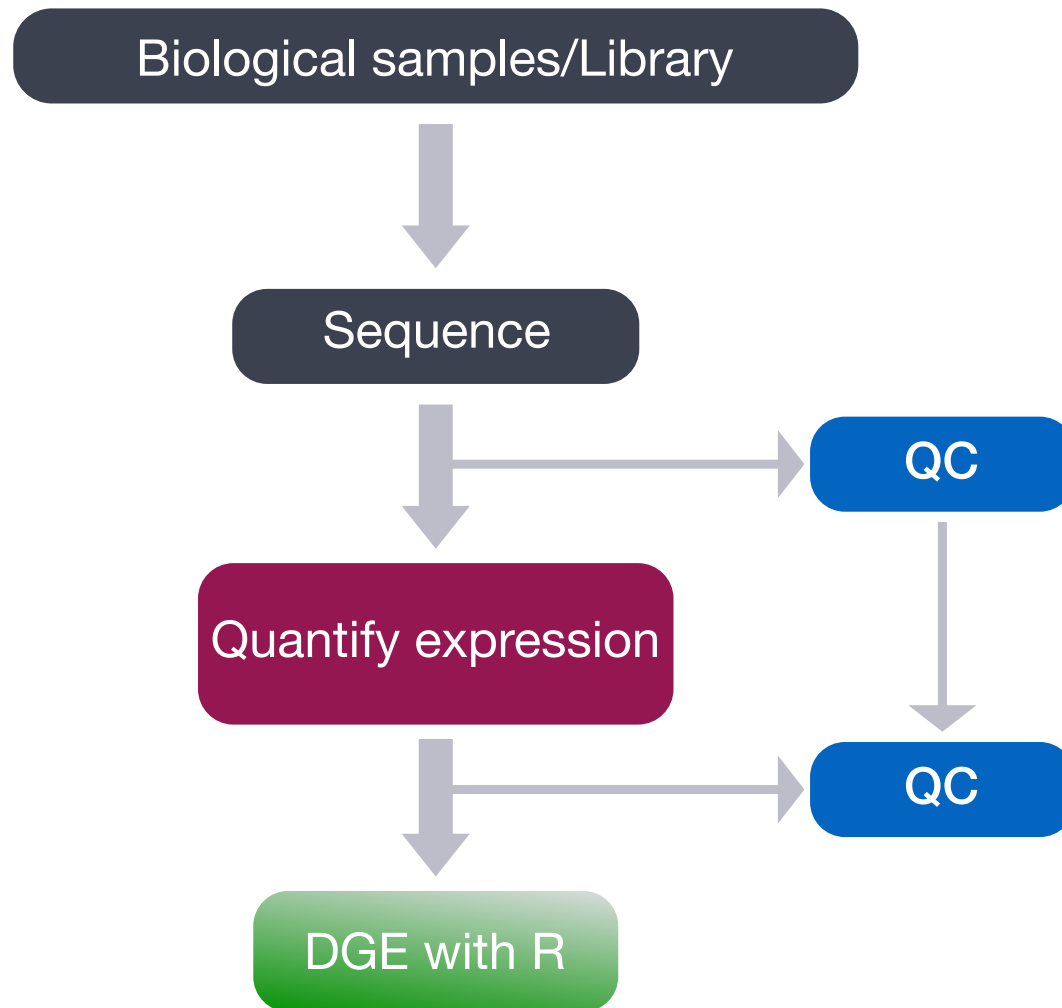 Biological samples/Library
Sequence
QC
Quantify expression
QC
DGE with R